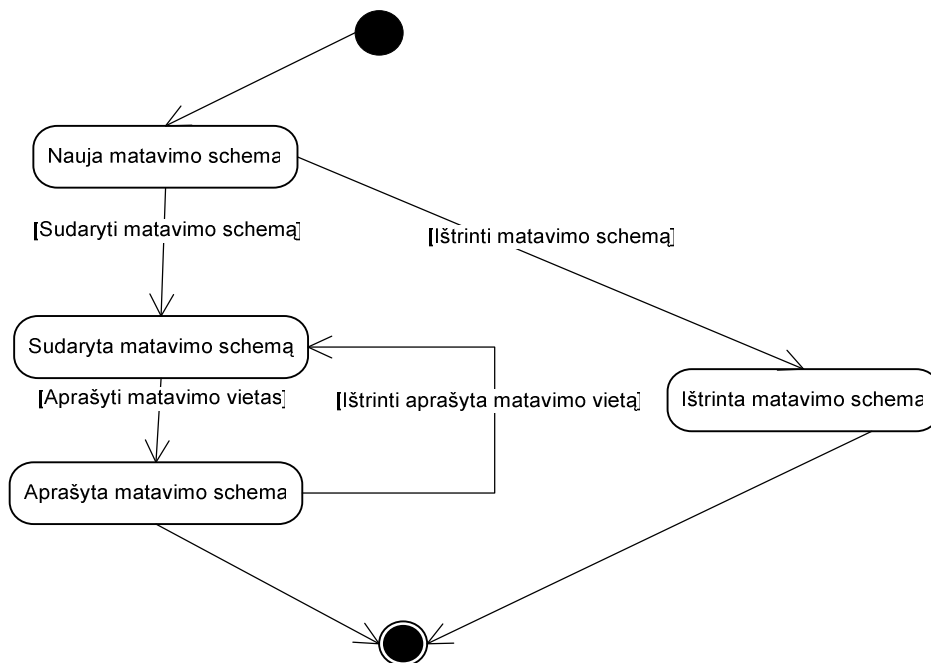 Nauja matavimo schema
[Sudaryti matavimo schemą]
[Ištrinti matavimo schemą]
Sudaryta matavimo schemą
[Aprašyti matavimo vietas]
[Ištrinti aprašyta matavimo vietą]
Ištrinta matavimo schema
Aprašyta matavimo schema